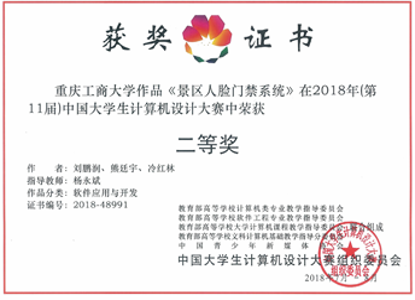 获奖证书
重庆工商大学作品《景区人脸门禁系统》在2018年(第
11届)中国大学生计算机设计大赛中荣获
二等奖
作者：刘鹏润、熊廷宇、冷红林
指导教师：杨永斌
作品分类：软件应用与开发
证书编号：2018-48991
教育部高等学校计算机类专业教学指导委员会
教育部高等学校软件工程专业教学指导委员会
教育部高等学校大学计算机课程教学指导委员会
教育部高等学校文科计算机基础教学指导分委员会
中国青少年新媒体
组成
中国大学生计算机设计大赛组织委员会
2018年